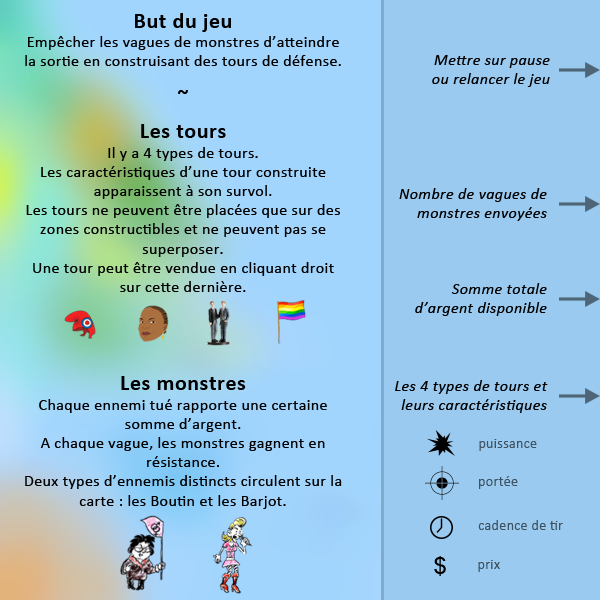 But du jeu
Empêcher les vagues de monstres d’atteindre
la sortie en construisant des tours de défense.
~
Les tours
Il y a 4 types de tours.
Les caractéristiques d’une tour construite
apparaissent à son survol.
Les tours ne peuvent être placées que sur des
zones constructibles et ne peuvent pas se
superposer.
Une tour peut être vendue en cliquant droit
sur cette dernière.
Les monstres
Chaque ennemi tué rapporte une certaine
somme d’argent.
A chaque vague, les monstres gagnent en
résistance.
Deux types d’ennemis distincts circulent sur la
carte : les Boutin et les Barjot.
Mettre sur pause
ou relancer le jeu
Nombre de vagues de
monstres envoyées
Somme totale
d’argent disponible
Les 4 types de tours et
leurs caractéristiques
puissance
portée
cadence de tir
$ prix